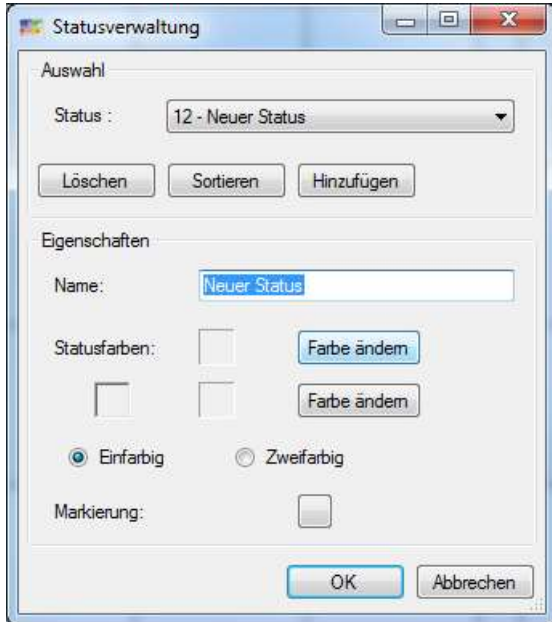 Statusverwaltung
Auswahl
Status : 12 - Neuer Status
Löschen Sortieren Hinzufügen
Eigenschaften
Name: Neuer Status
Statusfarben: Farbe ändern
Farbe ändern
Einfarbig Zweifarbig
Markierung:
OK Abbrechen